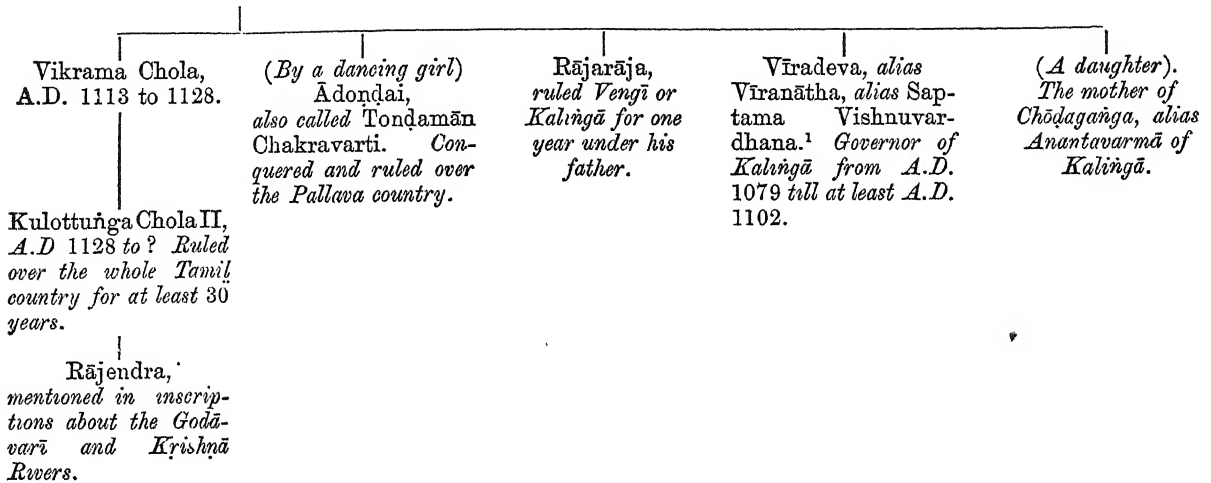 Vikrama Chola,
A.D. 1113 to 1128.
(By a dancing girl)
Ādoṇḍai,
also called Tondamān
Chakravarti. Con-
quered and ruled over
the Pallava country.
Rājarāja,
ruled Vengī or
Kaliṅgā for one
year under his
father.
Vīradeva, alias
Vīranātha, alias Sap-
tama Vishnuvar-
dhana.¹ Governor of
Kaliṅgā from A.D.
1079 till at least A.D.
1102.
(A daughter).
The mother of
Chōḍagaṅga, alias
Anantavarmā of
Kaliṅgā.
Kulottuṅga Chola II,
A.D 1128 to ? Ruled
over the whole Tamiḷ
country for at least 30
years.
Rājendra,
mentioned in inscrip-
tions about the Godā-
varī and Kṛishṇā
Rivers.